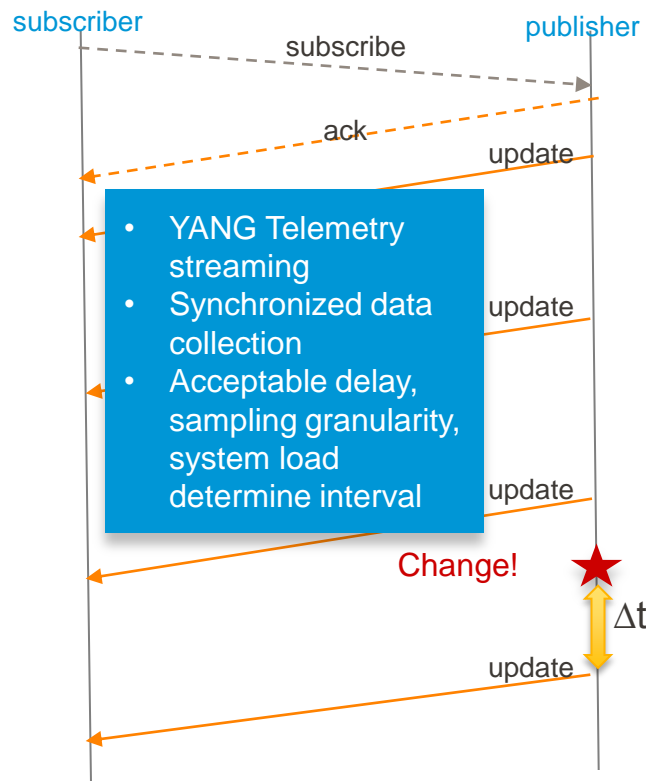 subscriber
publisher
subscribe
ack
update
• YANG Telemetry
streaming
• Synchronized data
collection
• Acceptable delay,
sampling granularity,
system load
determine interval
update
update
Change!
Δt
update